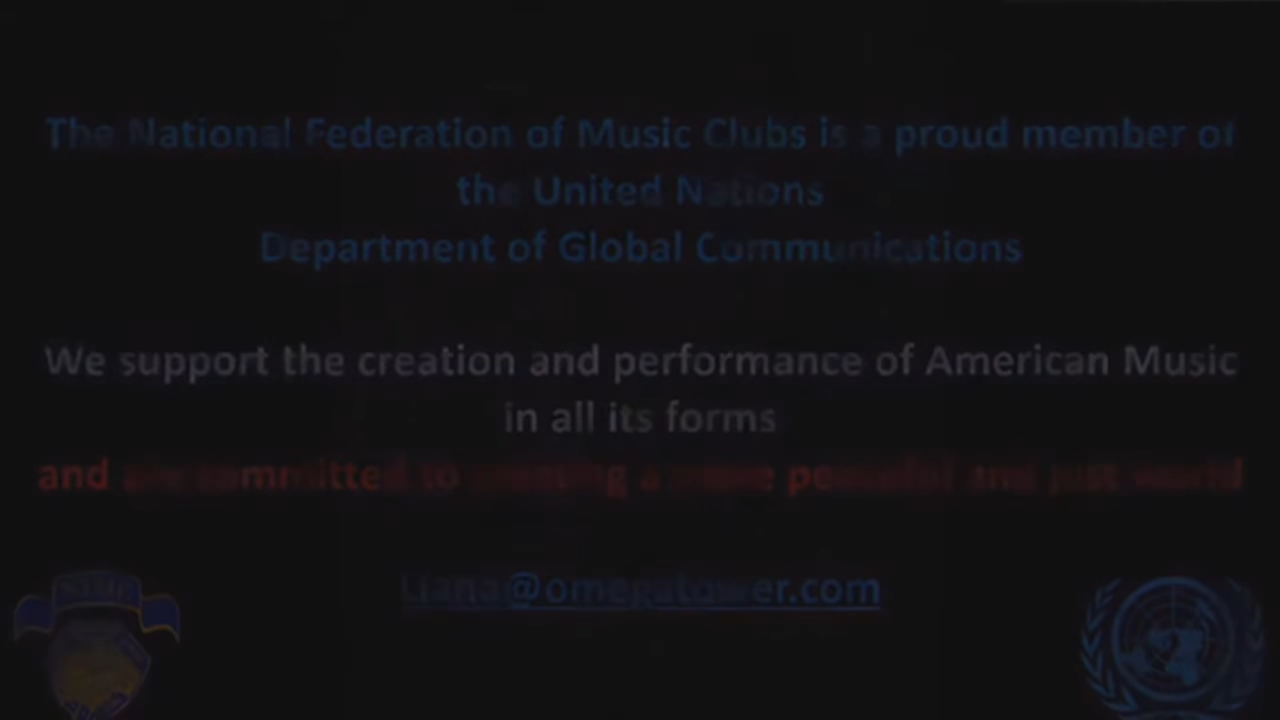 The National Federation of Music Clubs is a proud member of
the United Nations
Department of Global Communications
We support the creation and performance of American Music
in all its forms
and are committed to creating a more peaceful and just world
Liana@omegatower.com
NFMC